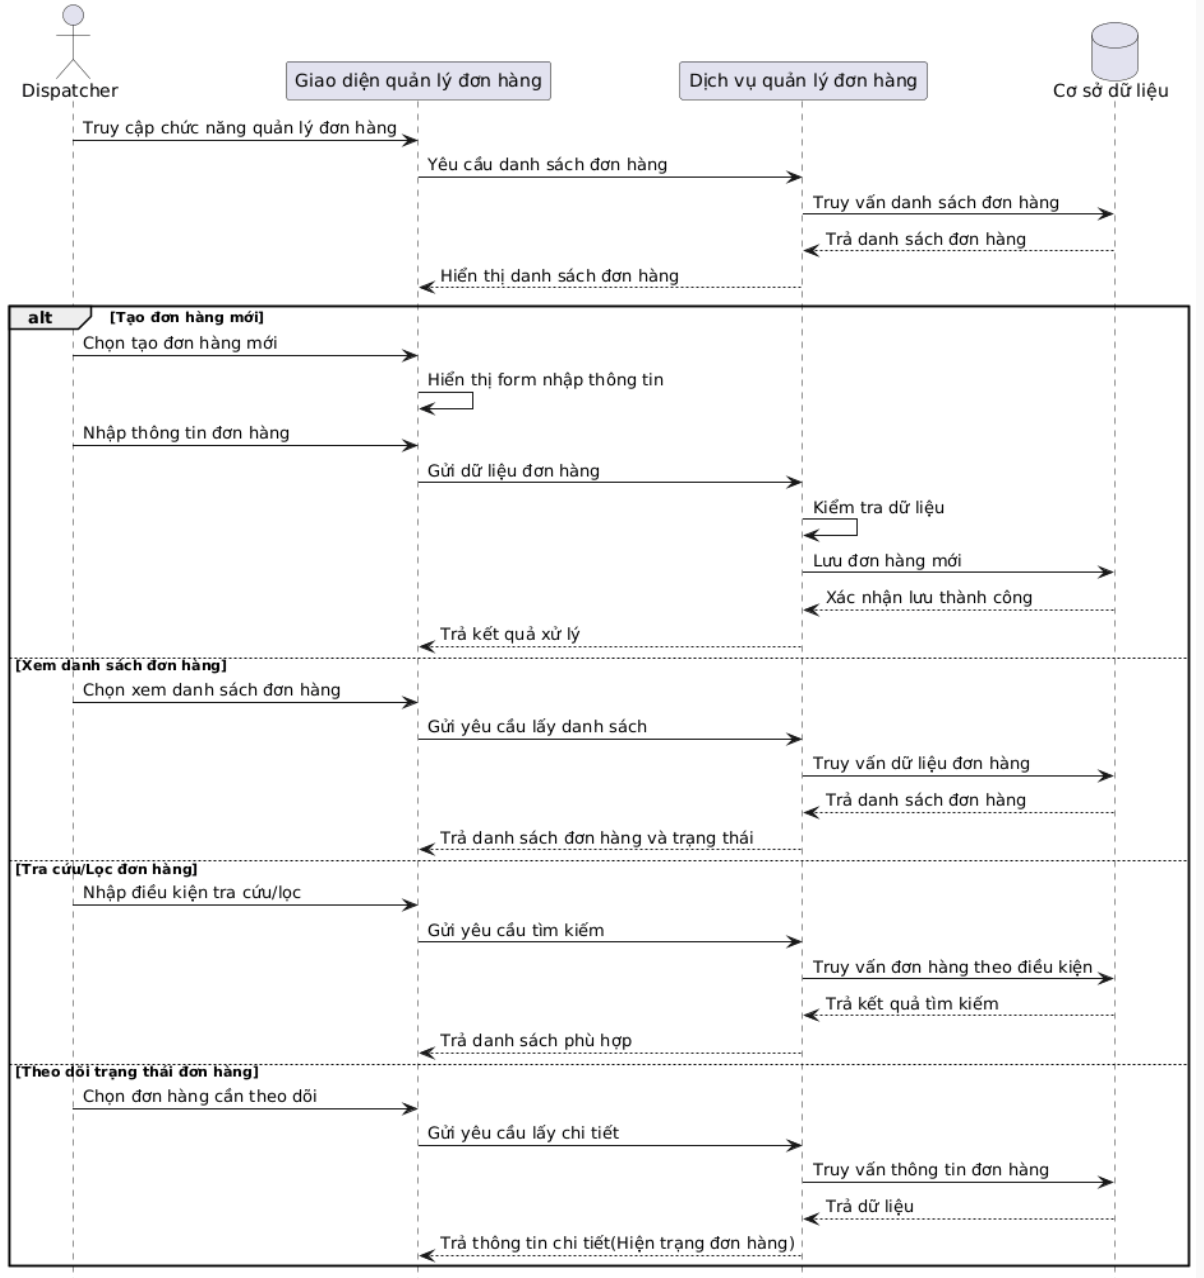 Dispatcher
Giao diện quản lý đơn hàng
Dịch vụ quản lý đơn hàng
Cơ sở dữ liệu
Truy cập chức năng quản lý đơn hàng
Yêu cầu danh sách đơn hàng
Truy vấn danh sách đơn hàng
Trả danh sách đơn hàng
Hiển thị danh sách đơn hàng
alt
[Tạo đơn hàng mới]
Chọn tạo đơn hàng mới
Hiển thị form nhập thông tin
Nhập thông tin đơn hàng
Gửi dữ liệu đơn hàng
Kiểm tra dữ liệu
Lưu đơn hàng mới
Xác nhận lưu thành công
Trả kết quả xử lý
[Xem danh sách đơn hàng]
Chọn xem danh sách đơn hàng
Gửi yêu cầu lấy danh sách
Truy vấn dữ liệu đơn hàng
Trả danh sách đơn hàng
Trả danh sách đơn hàng và trạng thái
[Tra cứu/Lọc đơn hàng]
Nhập điều kiện tra cứu/lọc
Gửi yêu cầu tìm kiếm
Truy vấn đơn hàng theo điều kiện
Trả kết quả tìm kiếm
Trả danh sách phù hợp
[Theo dõi trạng thái đơn hàng]
Chọn đơn hàng cần theo dõi
Gửi yêu cầu lấy chi tiết
Truy vấn thông tin đơn hàng
Trả dữ liệu
Trả thông tin chi tiết(Hiện trạng đơn hàng)